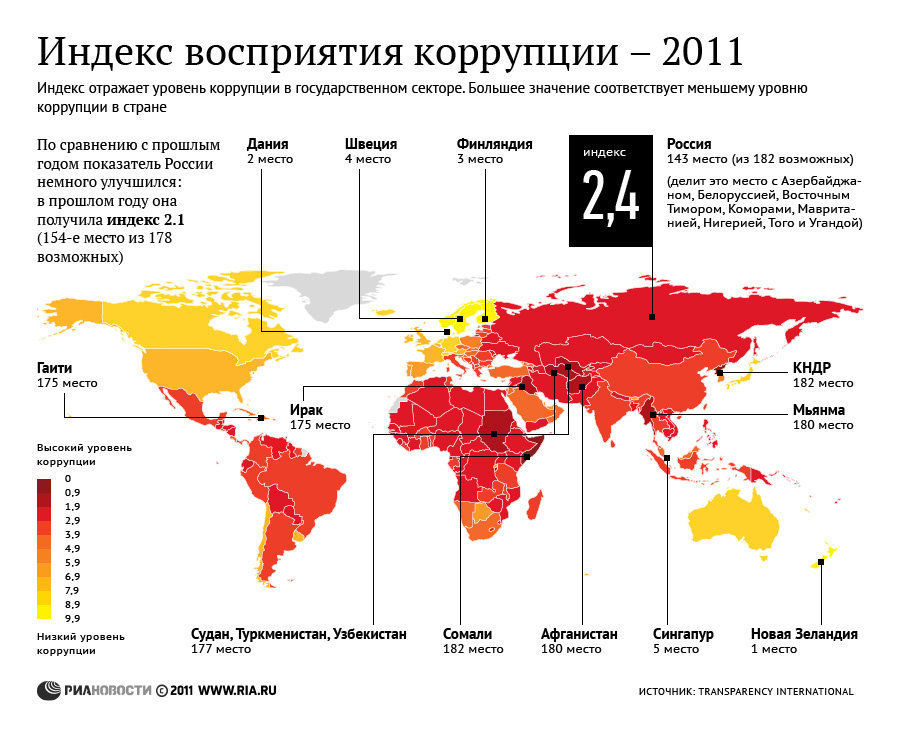 Индекс восприятия коррупции – 2011
Индекс отражает уровень коррупции в государственном секторе. Большее значение соответствует меньшему уровню
коррупции в стране
По сравнению с прошлым
годом показатель России
немного улучшился:
в прошлом году она
получила индекс 2.1
(154-е место из 178
возможных)
Дания
2 место
Швеция
4 место
Финляндия
3 место
индекс
2,4
Россия
143 место (из 182 возможных)
(делит это место с Азербайджа-
ном, Белоруссией, Восточным
Тимором, Коморами, Маврита-
нией, Нигерией, Того и Угандой)
Гаити
175 место
Ирак
175 место
КНДР
182 место
Мьянма
180 место
Высокий уровень
коррупции
0
0,9
1,9
2,9
3,9
4,9
5,9
6,9
7,9
8,9
9,9
Низкий уровень
коррупции
Судан, Туркменистан, Узбекистан
177 место
Сомали
182 место
Афганистан
180 место
Сингапур
5 место
Новая Зеландия
1 место
РИАНОВОСТИ © 2011 WWW.RIA.RU
ИСТОЧНИК: TRANSPARENCY INTERNATIONAL